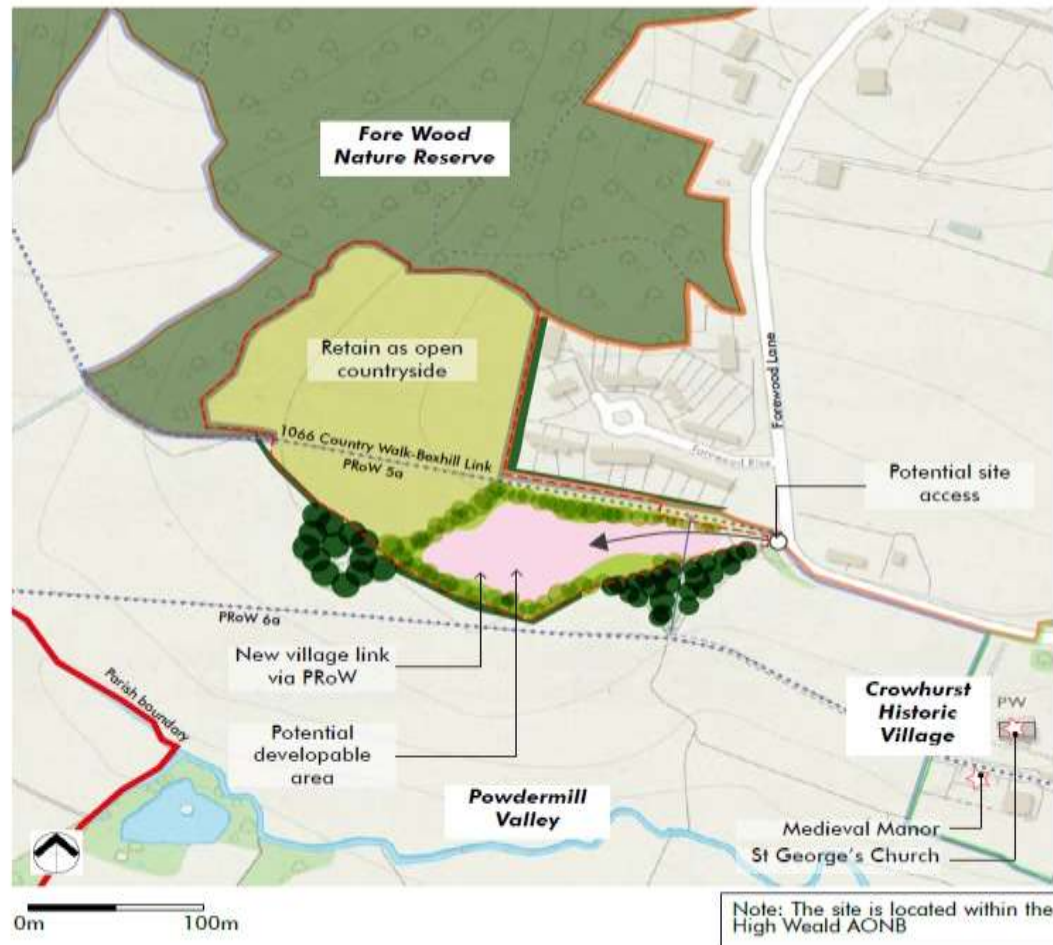 Fore Wood
Nature Reserve
Retain as open
countryside
1066 Country Walk-Boxhill Link
PRoW 5a
Forewood Lane
Forewood Rise
Potential site
access
PRoW 6a
New village link
via PRoW
Parish boundary
Crowhurst
Historic
Village
PW
Potential
developable
area
Powdermill
Valley
Medieval Manor
St George's Church
0m
100m
Note: The site is located within the
High Weald AONB